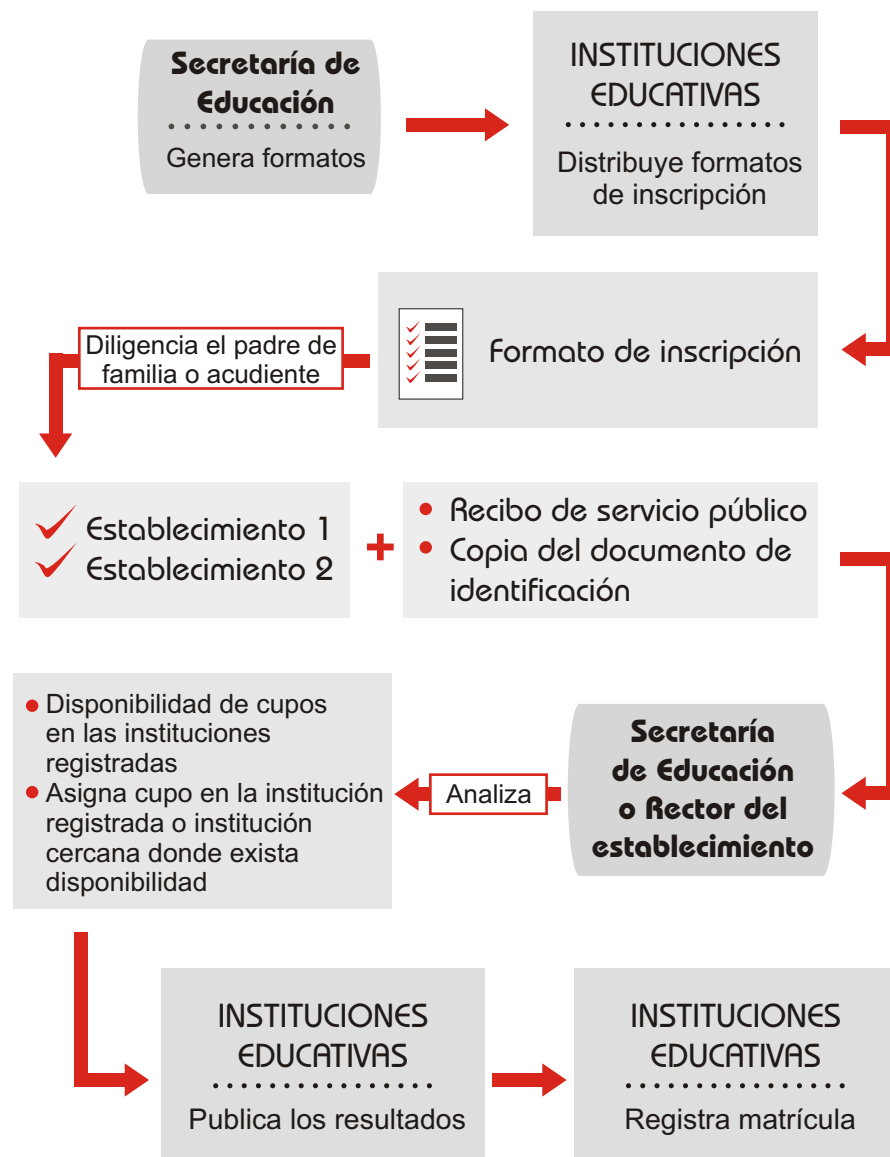 Secretaría de
Educación
Genera formatos
INSTITUCIONES
EDUCATIVAS
Distribuye formatos
de inscripción
Formato de inscripción
Diligencia el padre de
familia o acudiente
Establecimiento 1
Establecimiento 2
+
• Recibo de servicio público
• Copia del documento de
identificación
Secretaría
de Educación
o Rector del
establecimiento
Analiza
• Disponibilidad de cupos
en las instituciones
registradas
• Asigna cupo en la institución
registrada o institución
cercana donde exista
disponibilidad
INSTITUCIONES
EDUCATIVAS
Publica los resultados
INSTITUCIONES
EDUCATIVAS
Registra matrícula